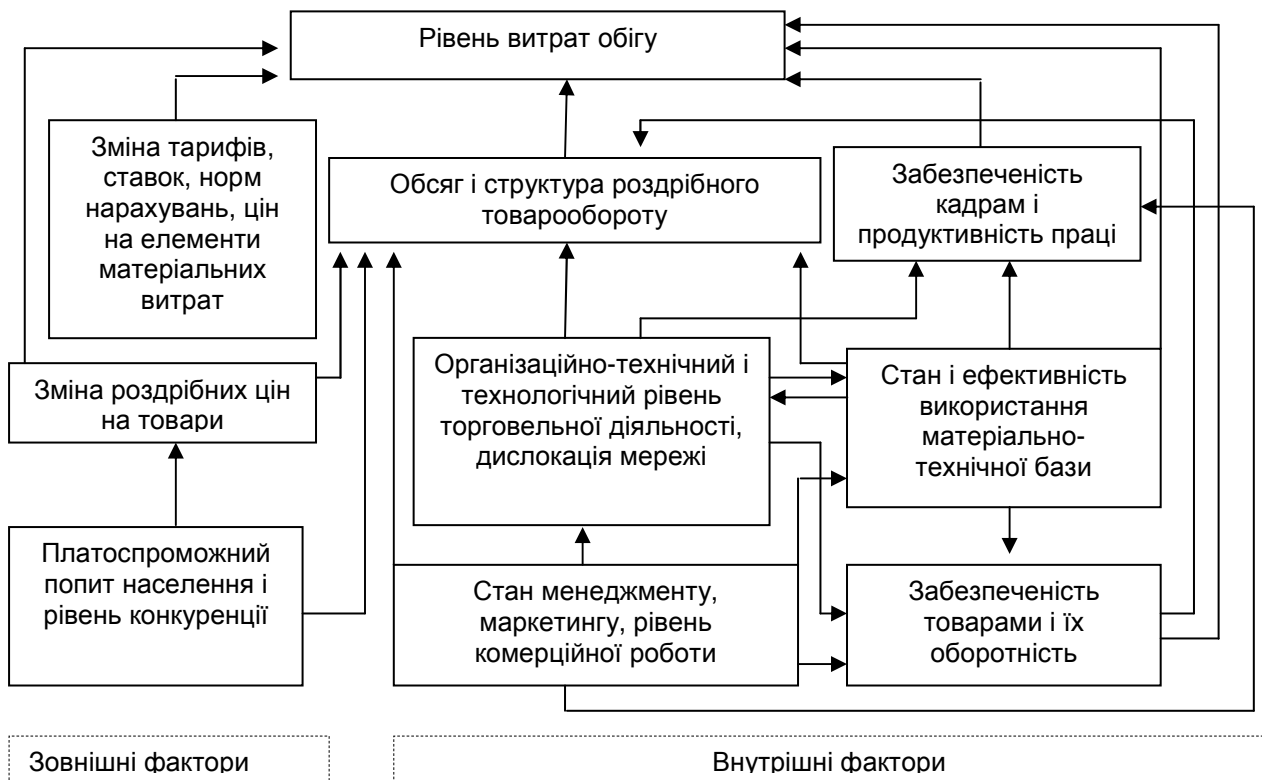 Рівень витрат обігу
Зміна тарифів,
ставок, норм
нарахувань, цін
на елементи
матеріальних
витрат
Обсяг і структура роздрібного
товарообороту
Забезпеченість
кадрам і
продуктивність праці
Зміна роздрібних цін
на товари
Організаційно-технічний і
технологічний рівень
торговельної діяльності,
дислокація мережі
Стан і ефективність
використання
матеріально-
технічної бази
Платоспроможний
попит населення і
рівень конкуренції
Стан менеджменту,
маркетингу, рівень
комерційної роботи
Забезпеченість
товарами і їх
оборотність
Зовнішні фактори
Внутрішні фактори